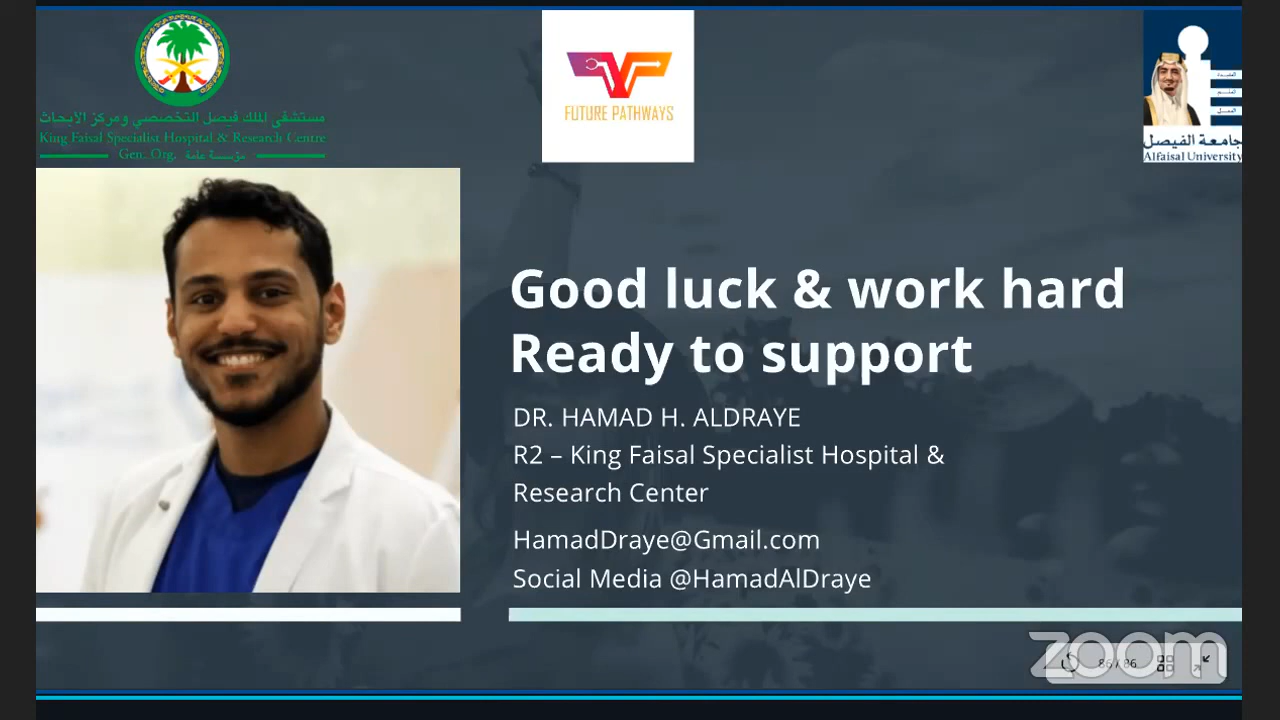 مستشفى الملك فيصل التخصصي ومركز الأبحاث
King Faisal Specialist Hospital & Research Centre
Gen. Org. مؤسسة عامة
FUTURE PATHWAYS
جامعة الفيصل
Alfaisal University
Good luck & work hard
Ready to support
DR. HAMAD H. ALDRAYE
R2 – King Faisal Specialist Hospital &
Research Center
HamadDraye@Gmail.com
Social Media @HamadAlDraye
zoom
86 / 86